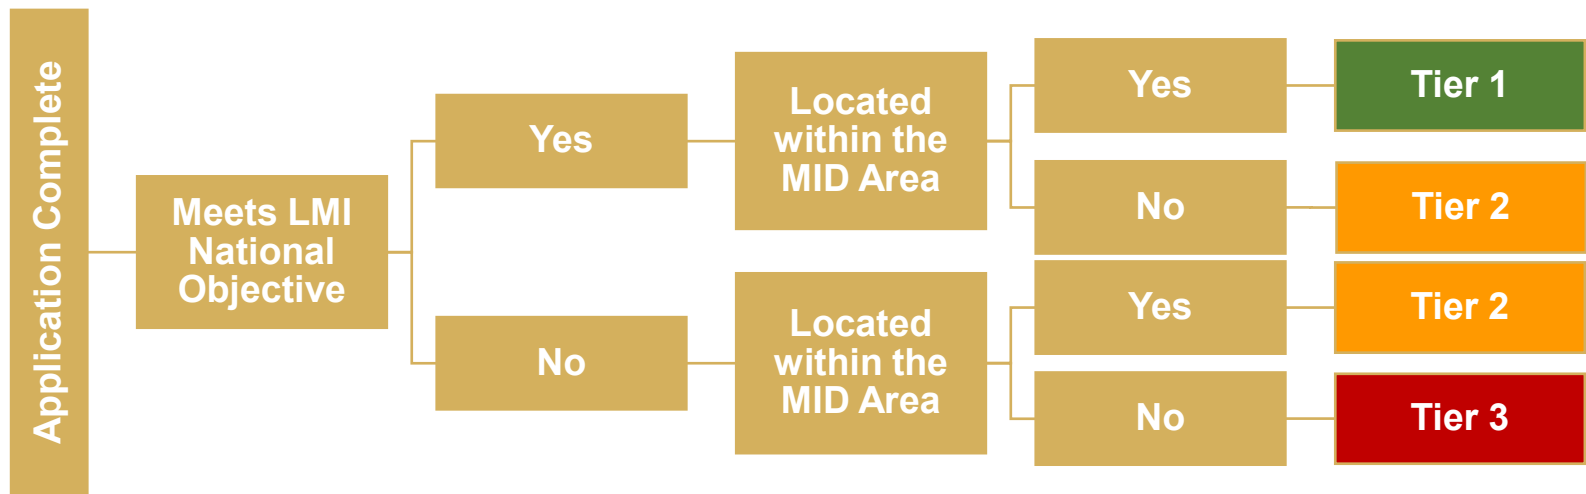 Application Complete
Meets LMI
National
Objective
Yes
Located
within the
MID Area
Yes
Tier 1
No
Tier 2
No
Located
within the
MID Area
Yes
Tier 2
No
Tier 3